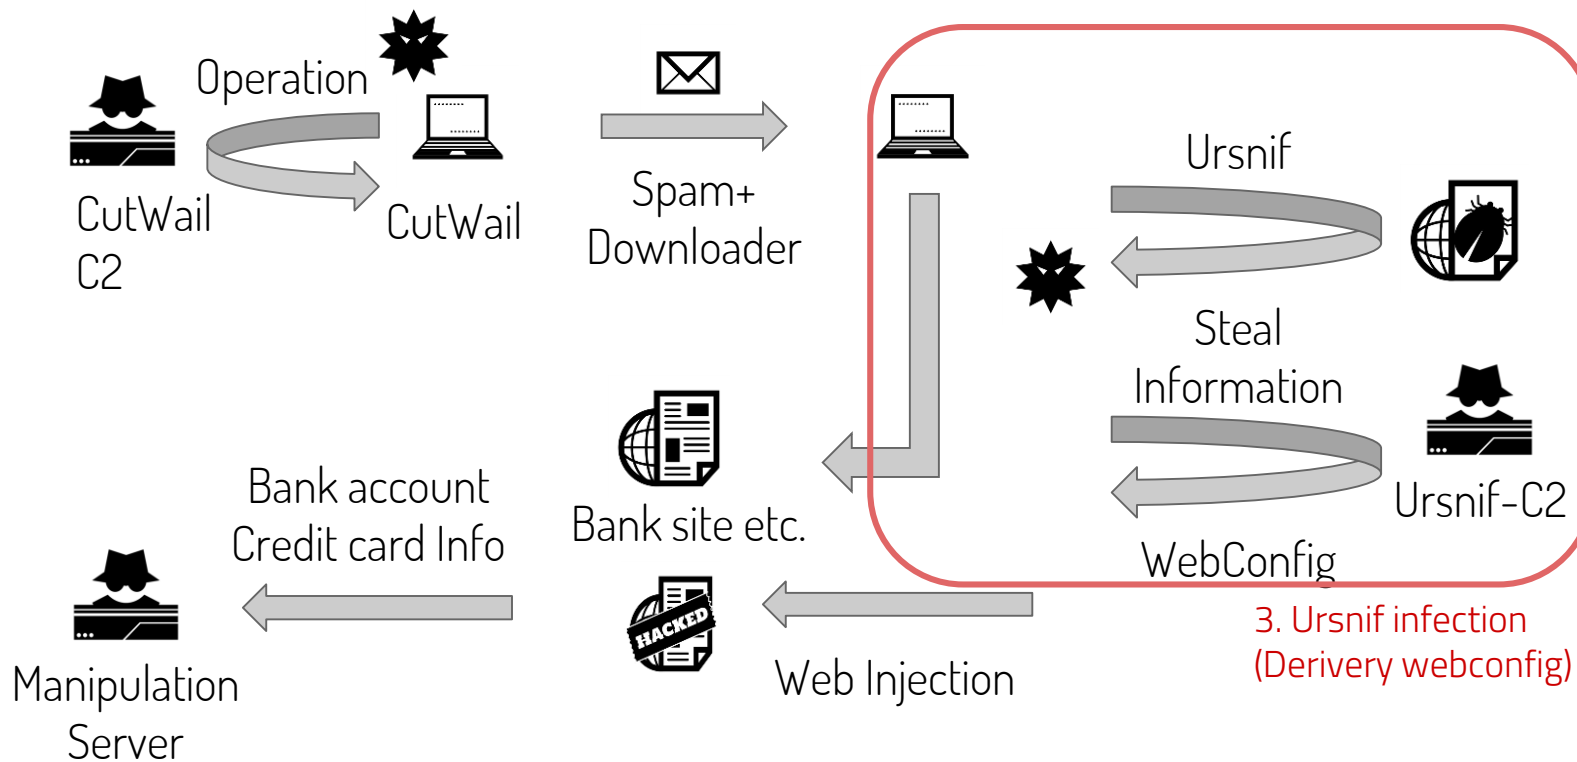 Operation
CutWail
C2
CutWail
Spam+
Downloader
Ursnif
Steal
Information
Ursnif-C2
WebConfig
3. Ursnif infection
(Derivery webconfig)
Bank site etc.
HACKED
Web Injection
Bank account
Credit card Info
Manipulation
Server